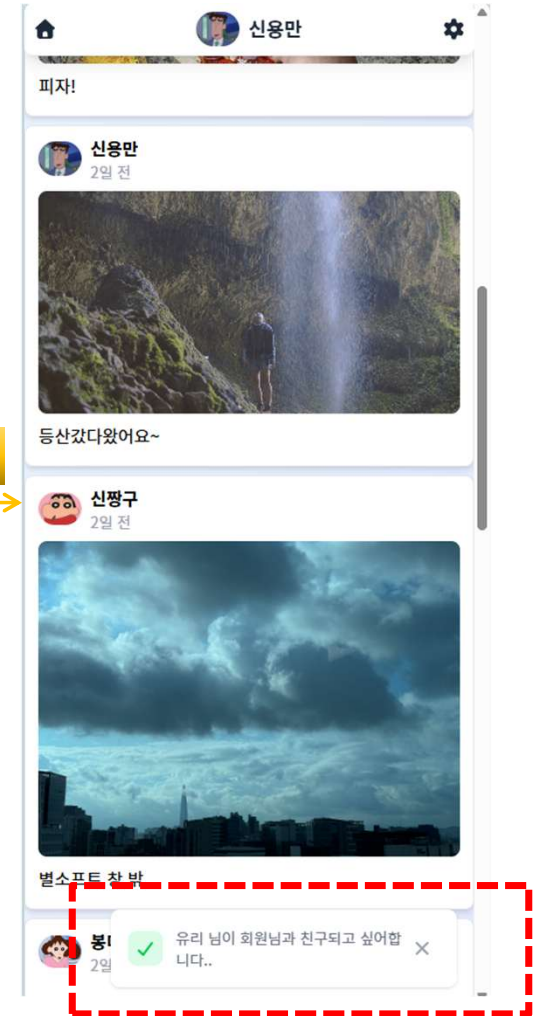 신용만
피자!
신용만
2일 전
등산갔다왔어요~
신짱구
2일 전
별소프트 창 밖
유리 님이 회원님과 친구되고 싶어합
니다..